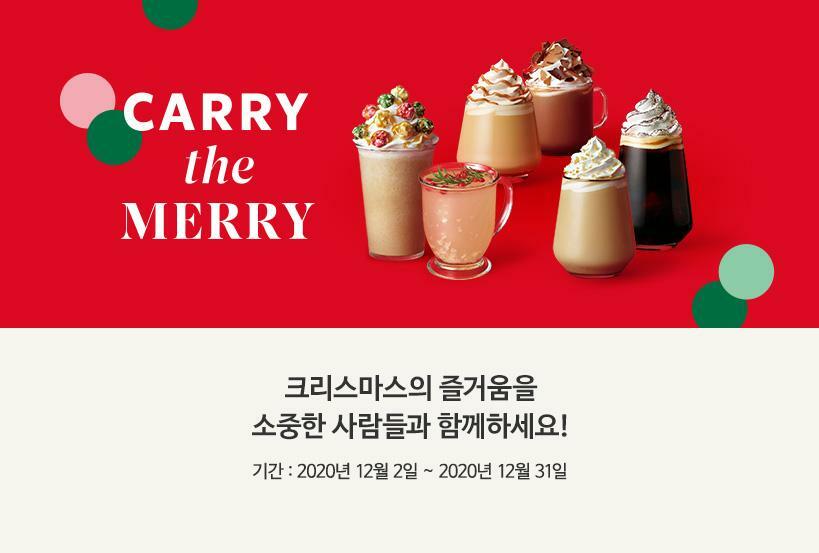 CARRY
the
MERRY
크리스마스의 즐거움을
소중한 사람들과 함께하세요!
기간 : 2020년 12월 2일 ~ 2020년 12월 31일